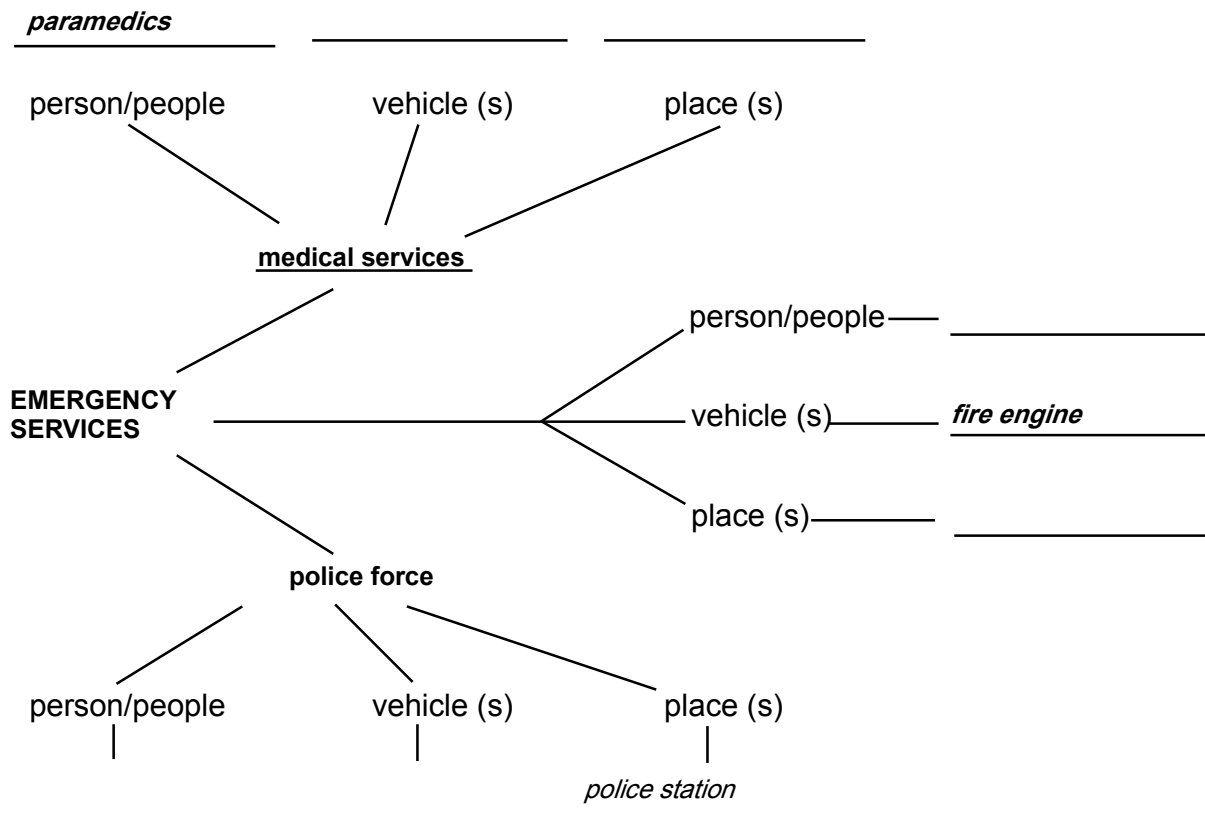 paramedics
person/people
vehicle (s)
place (s)
medical services
person/people
EMERGENCY
SERVICES
vehicle (s)
fire engine
place (s)
police force
person/people
vehicle (s)
place (s)
police station